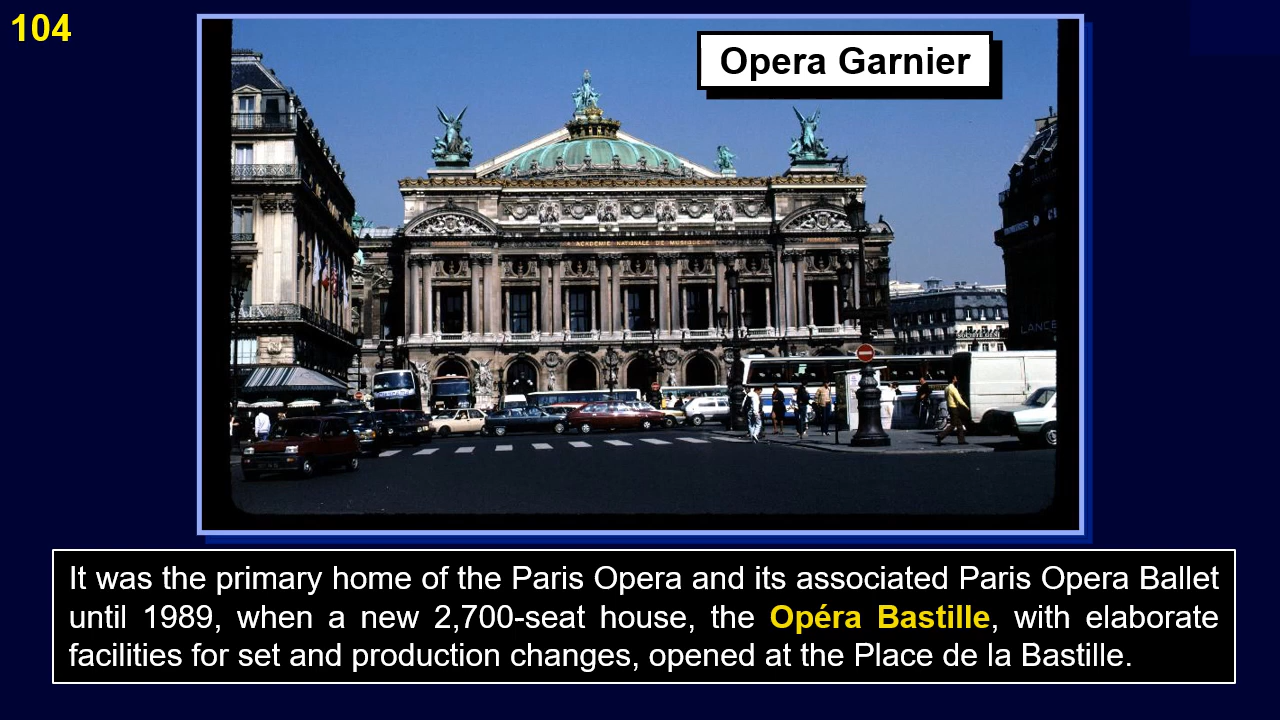 104
Opera Garnier
ACADEMIE NATIONALE DE MUSIQUE
LANCE
It was the primary home of the Paris Opera and its associated Paris Opera Ballet
until 1989, when a new 2,700-seat house, the Opéra Bastille, with elaborate
facilities for set and production changes, opened at the Place de la Bastille.